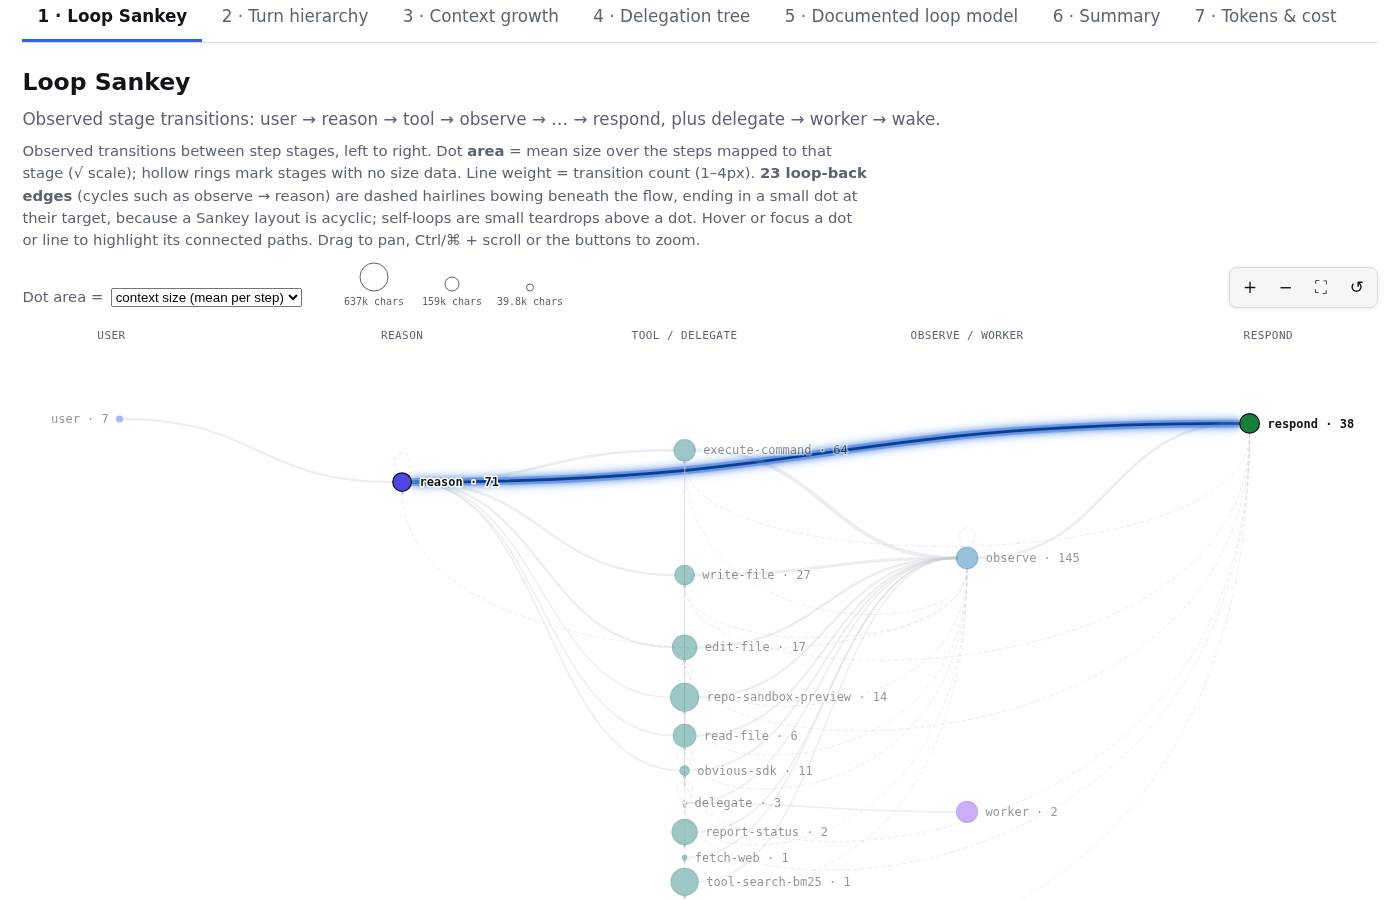 1 · Loop Sankey
2 · Turn hierarchy
3 · Context growth
4 · Delegation tree
5 · Documented loop model
6 · Summary
7 · Tokens & cost
Loop Sankey
Observed stage transitions: user → reason → tool → observe → … → respond, plus delegate → worker → wake.
Observed transitions between step stages, left to right. Dot area = mean size over the steps mapped to that
stage (√ scale); hollow rings mark stages with no size data. Line weight = transition count (1–4px). 23 loop-back
edges (cycles such as observe → reason) are dashed hairlines bowing beneath the flow, ending in a small dot at
their target, because a Sankey layout is acyclic; self-loops are small teardrops above a dot. Hover or focus a dot
or line to highlight its connected paths. Drag to pan, Ctrl/⌘ + scroll or the buttons to zoom.
Dot area =
context size (mean per step)
637k chars
159k chars
39.8k chars
+
−
⛶
↺
USER
REASON
TOOL / DELEGATE
OBSERVE / WORKER
RESPOND
user · 7
respond · 38
execute-command · 64
reason · 71
observe · 145
write-file · 27
edit-file · 17
repo-sandbox-preview · 14
read-file · 6
obvious-sdk · 11
delegate · 3
worker · 2
report-status · 2
fetch-web · 1
tool-search-bm25 · 1